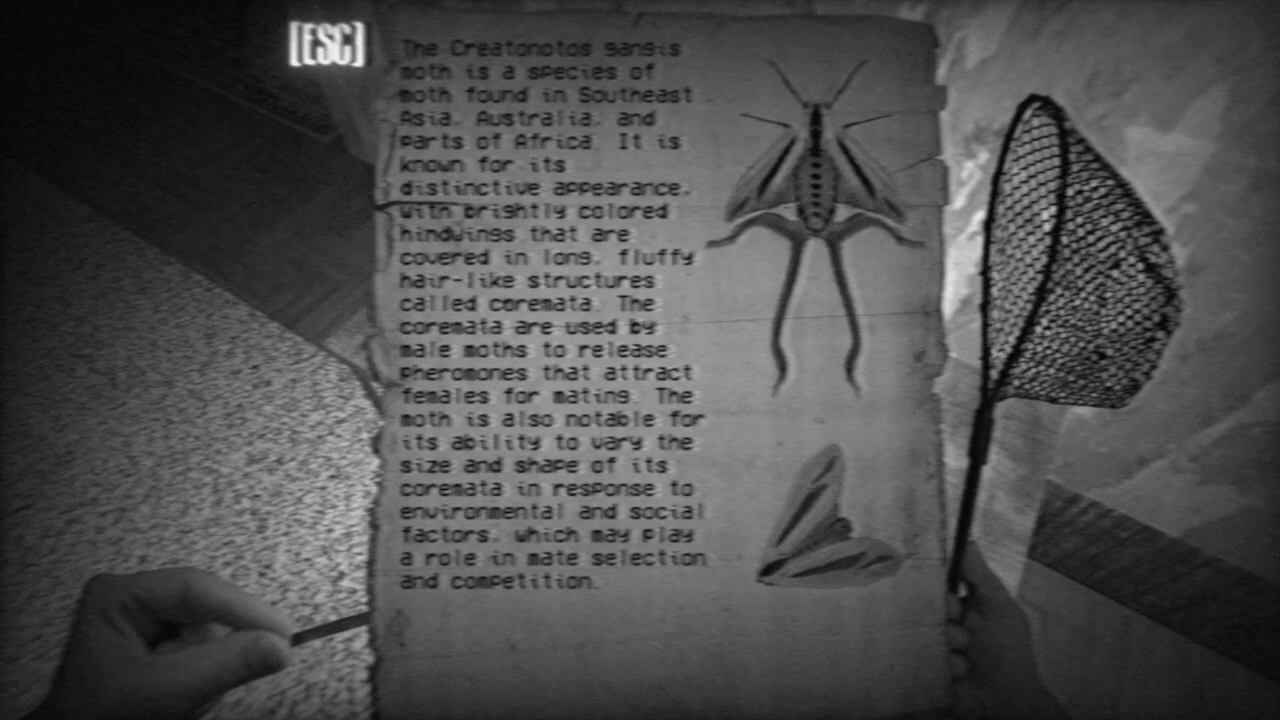 [ESC]
The Creatonotos gangis
moth is a species of
moth found in Southeast
Asia, Australia, and
parts of Africa. It is
known for its
distinctive appearance,
with brightly colored
hindwings that are
covered in long, fluffy
hair-like structures
called coremata. The
coremata are used by
male moths to release
pheromones that attract
females for mating. The
moth is also notable for
its ability to vary the
size and shape of its
coremata in response to
environmental and social
factors, which may play
a role in mate selection
and competition.